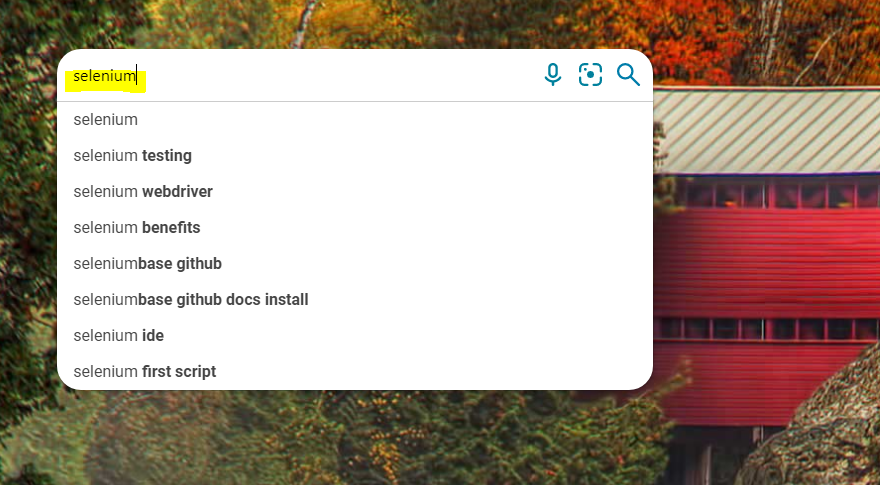 selenium
selenium
selenium testing
selenium webdriver
selenium benefits
seleniumbase github
seleniumbase github docs install
selenium ide
selenium first script